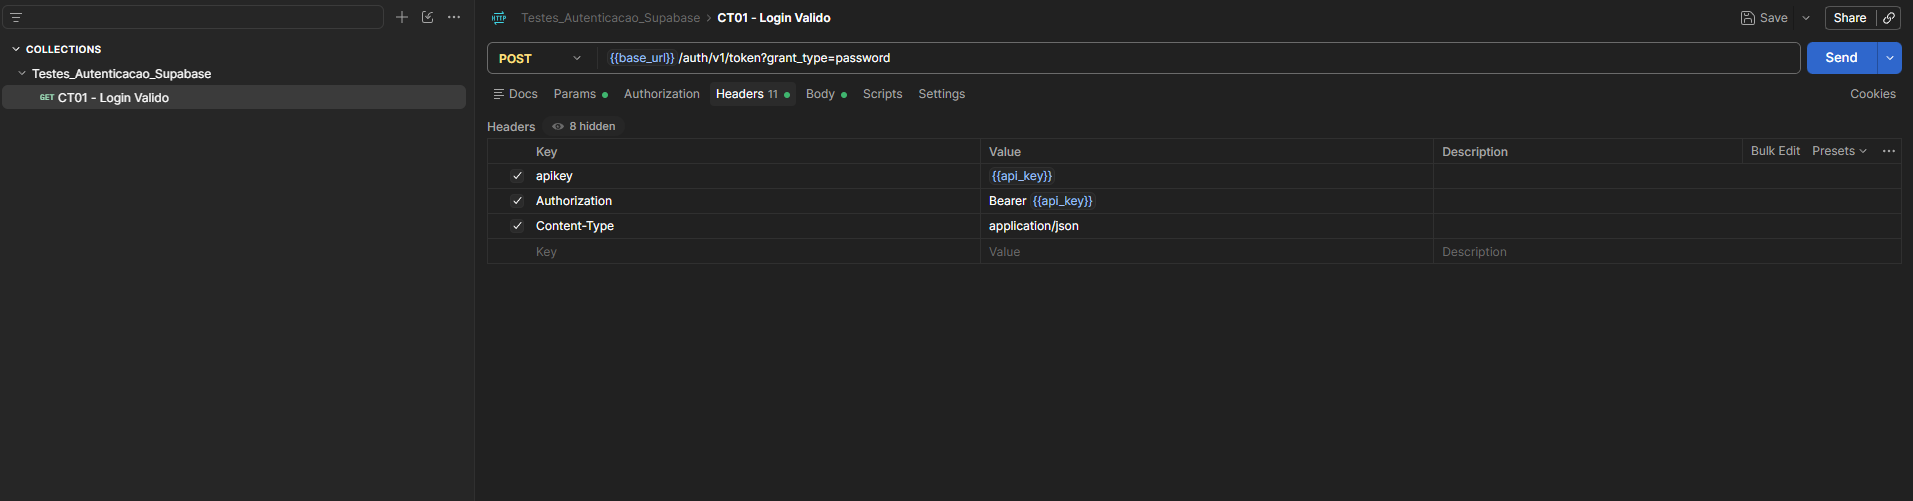 Testes_Autenticacao_Supabase > CT01 - Login Valido
Save
Share
COLLECTIONS
Testes_Autenticacao_Supabase
GET CT01 - Login Valido
POST
{{base_url}} /auth/v1/token?grant_type=password
Send
Docs Params Authorization Headers 11 Body Scripts Settings
Cookies
Headers 8 hidden
Key Value Description Bulk Edit Presets
apikey {{api_key}}
Authorization Bearer {{api_key}}
Content-Type application/json
Key Value Description
HTTP